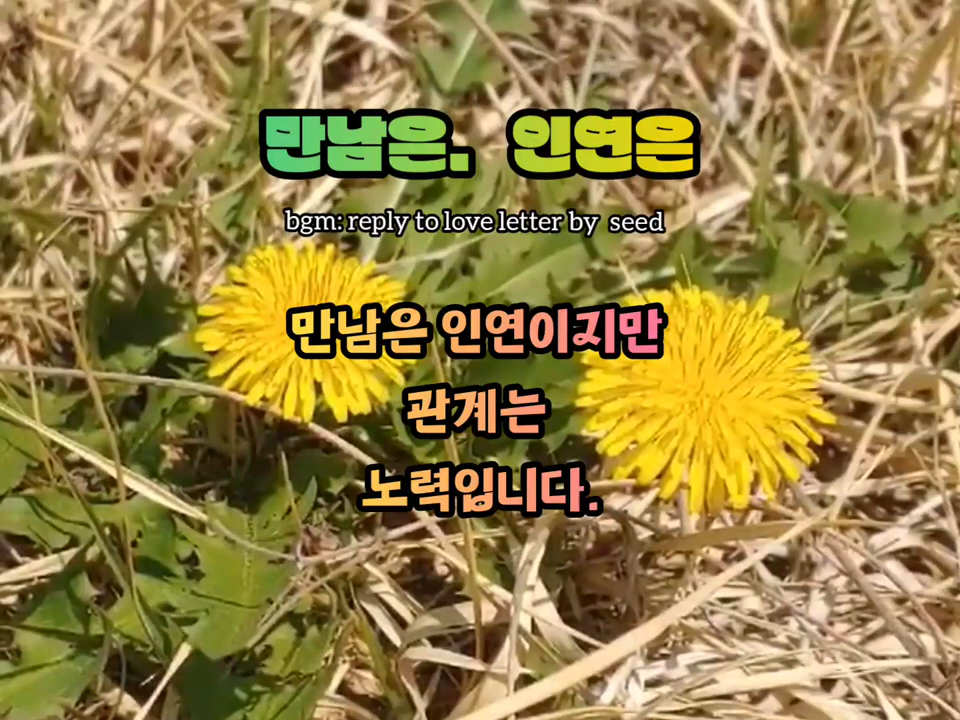 만남은. 인연은
bgm: reply to love letter by seed
만남은 인연이지만
관계는
노력입니다.